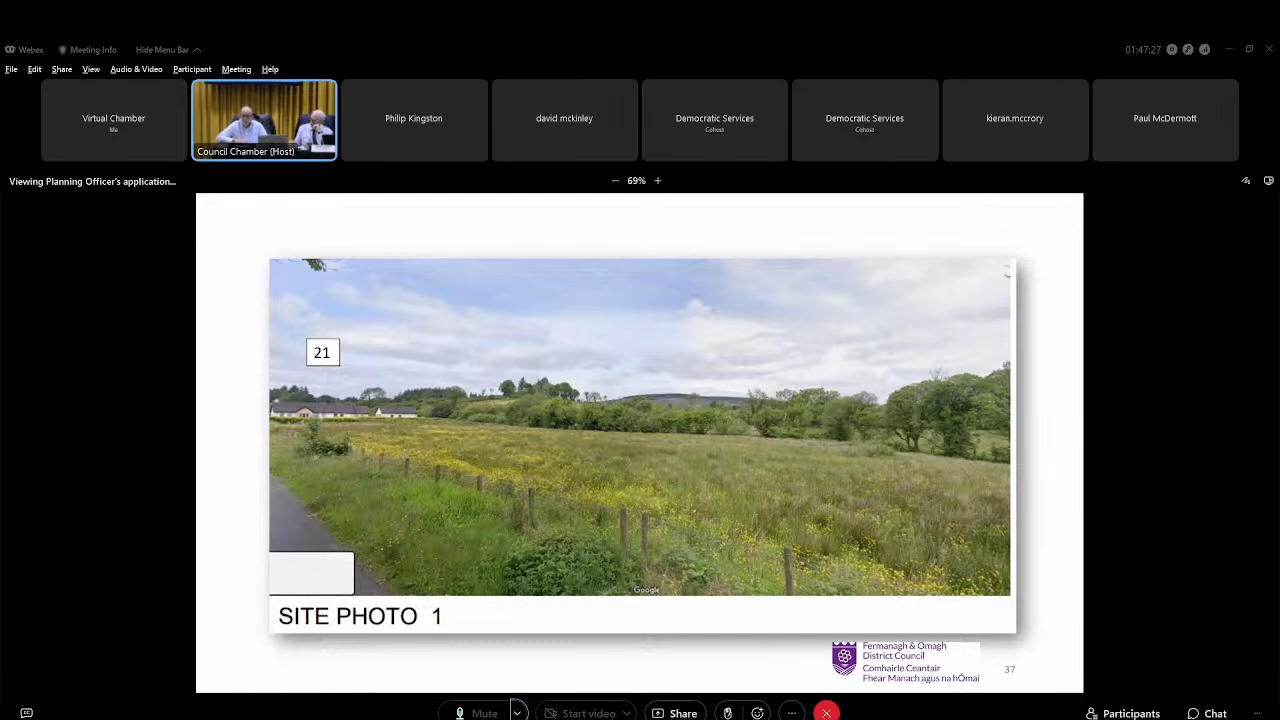 Webex
Meeting Info
Hide Menu Bar
01:47:27
File Edit Share View Audio & Video Participant Meeting Help
Virtual Chamber
Me
Council Chamber (Host)
Philip Kingston
david mckinley
Democratic Services
Cohost
Democratic Services
Cohost
kieran.mccrory
Paul McDermott
Viewing Planning Officer's application...
69%
21
Google
SITE PHOTO 1
Fermanagh & Omagh
District Council
Comhairle Ceantair
Fhear Manach agus na hÓmaí
37
Mute
Start video
Share
Participants
Chat